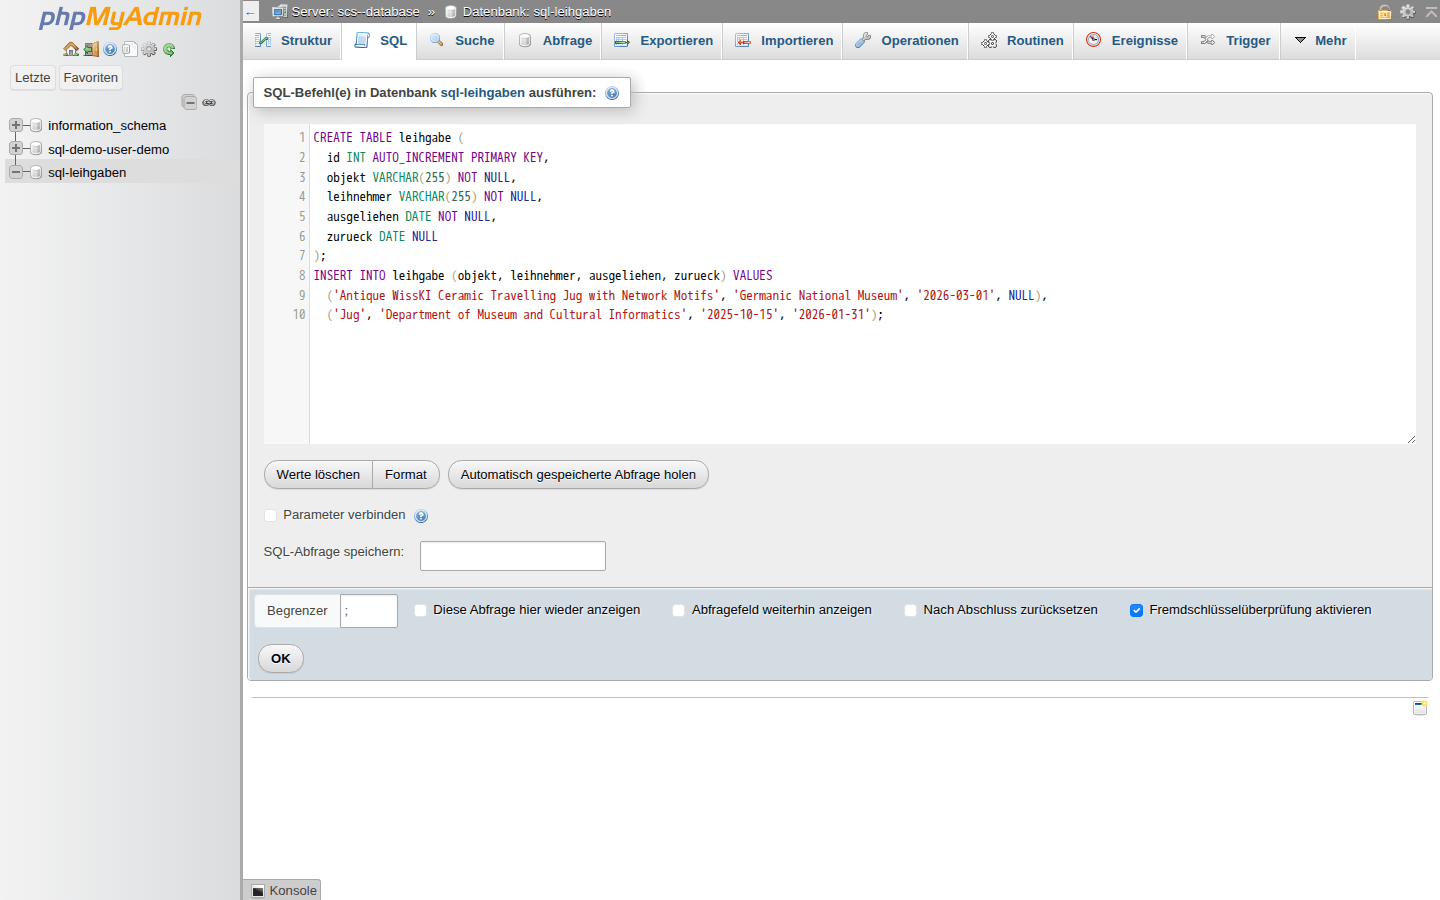 phpMyAdmin
Letzte Favoriten
information_schema
sql-demo-user-demo
sql-leihgaben
← Server: scs--database » Datenbank: sql-leihgaben
Struktur SQL Suche Abfrage Exportieren Importieren Operationen Routinen Ereignisse Trigger Mehr
SQL-Befehl(e) in Datenbank sql-leihgaben ausführen:
1 CREATE TABLE leihgabe (
2 id INT AUTO_INCREMENT PRIMARY KEY,
3 objekt VARCHAR(255) NOT NULL,
4 leihnehmer VARCHAR(255) NOT NULL,
5 ausgeliehen DATE NOT NULL,
6 zurueck DATE NULL
7 );
8 INSERT INTO leihgabe (objekt, leihnehmer, ausgeliehen, zurueck) VALUES
9 ('Antique WissKI Ceramic Travelling Jug with Network Motifs', 'Germanic National Museum', '2026-03-01', NULL),
10 ('Jug', 'Department of Museum and Cultural Informatics', '2025-10-15', '2026-01-31');
Werte löschen Format Automatisch gespeicherte Abfrage holen
Parameter verbinden
SQL-Abfrage speichern:
Begrenzer ; Diese Abfrage hier wieder anzeigen Abfragefeld weiterhin anzeigen Nach Abschluss zurücksetzen Fremdschlüsselüberprüfung aktivieren
OK
Konsole